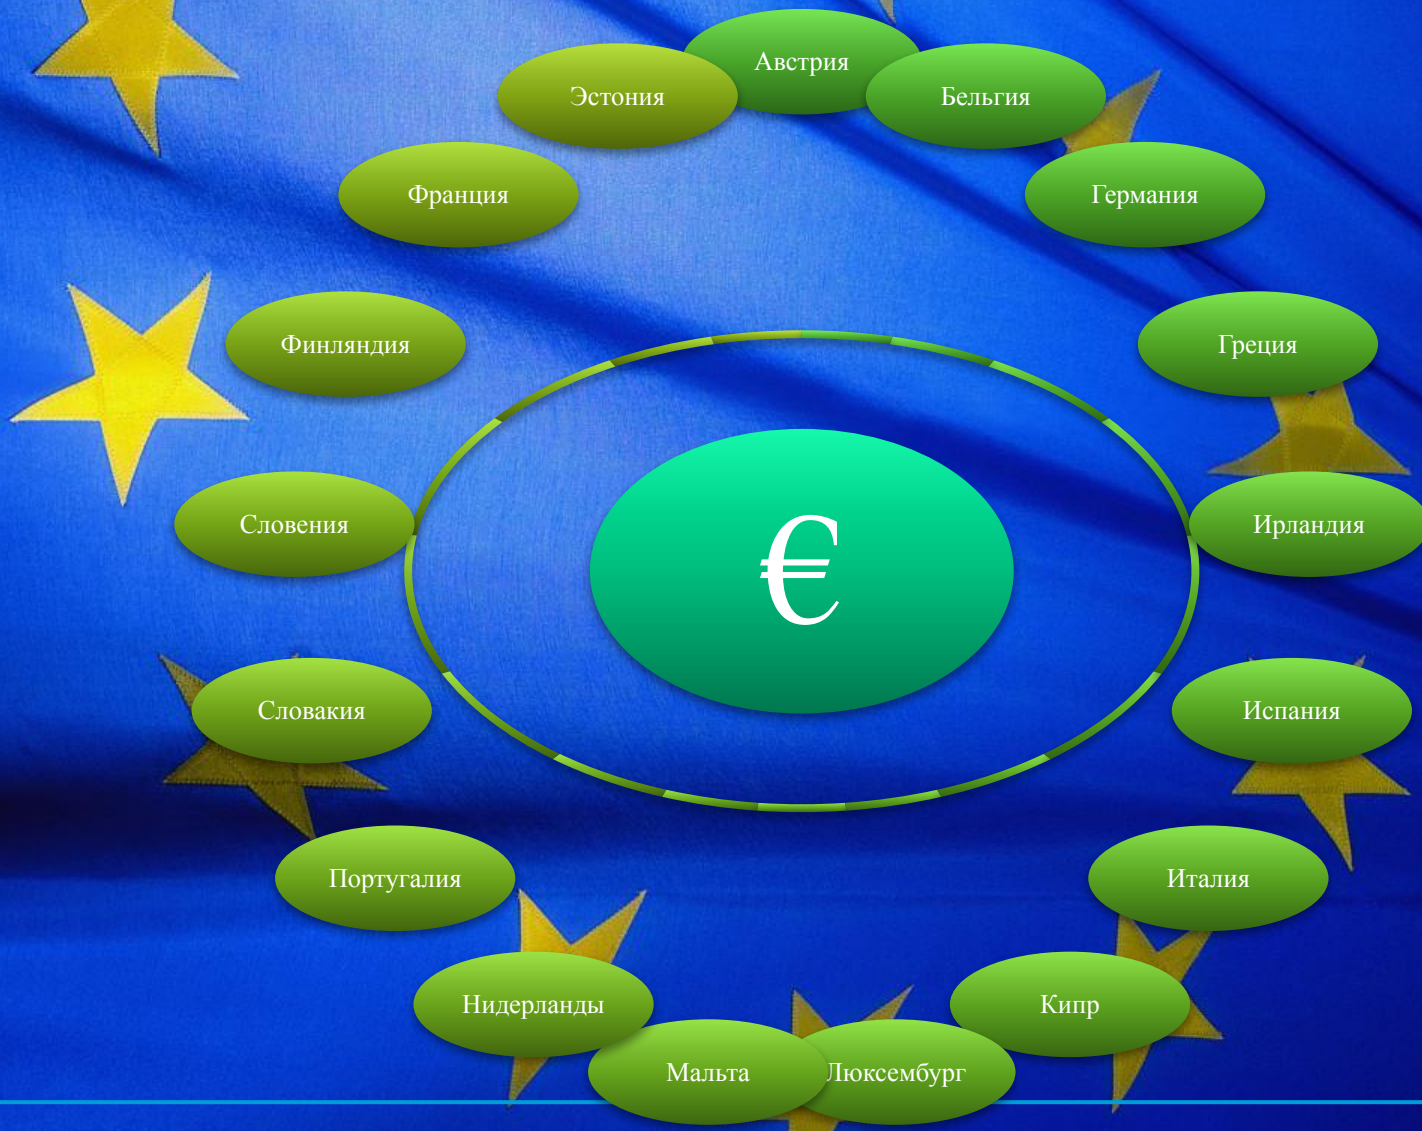 Австрия
Бельгия
Германия
Греция
Ирландия
Испания
Италия
Кипр
Люксембург
Мальта
Нидерланды
Португалия
Словакия
Словения
Финляндия
Франция
Эстония
€